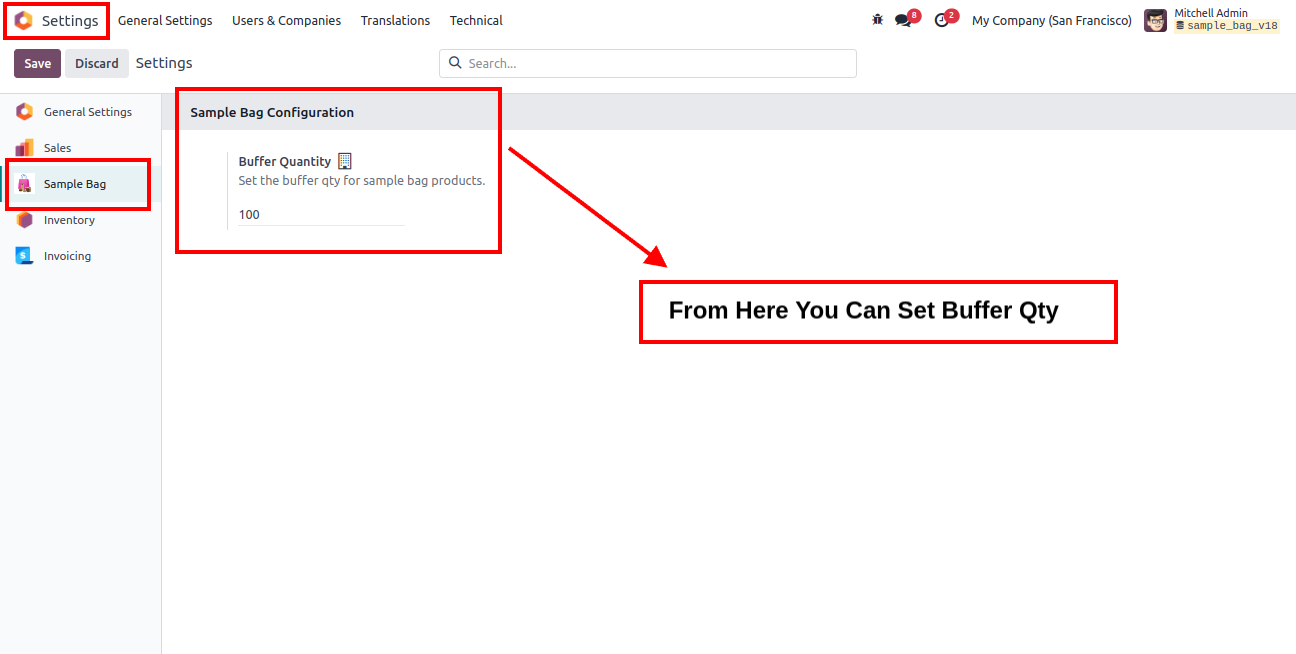 Settings General Settings Users & Companies Translations Technical 8 2 My Company (San Francisco) Mitchell Admin
sample_bag_v18
Save Discard Settings Search...
General Settings
Sales
Sample Bag
Inventory
Invoicing
Sample Bag Configuration
Buffer Quantity
Set the buffer qty for sample bag products.
100
From Here You Can Set Buffer Qty